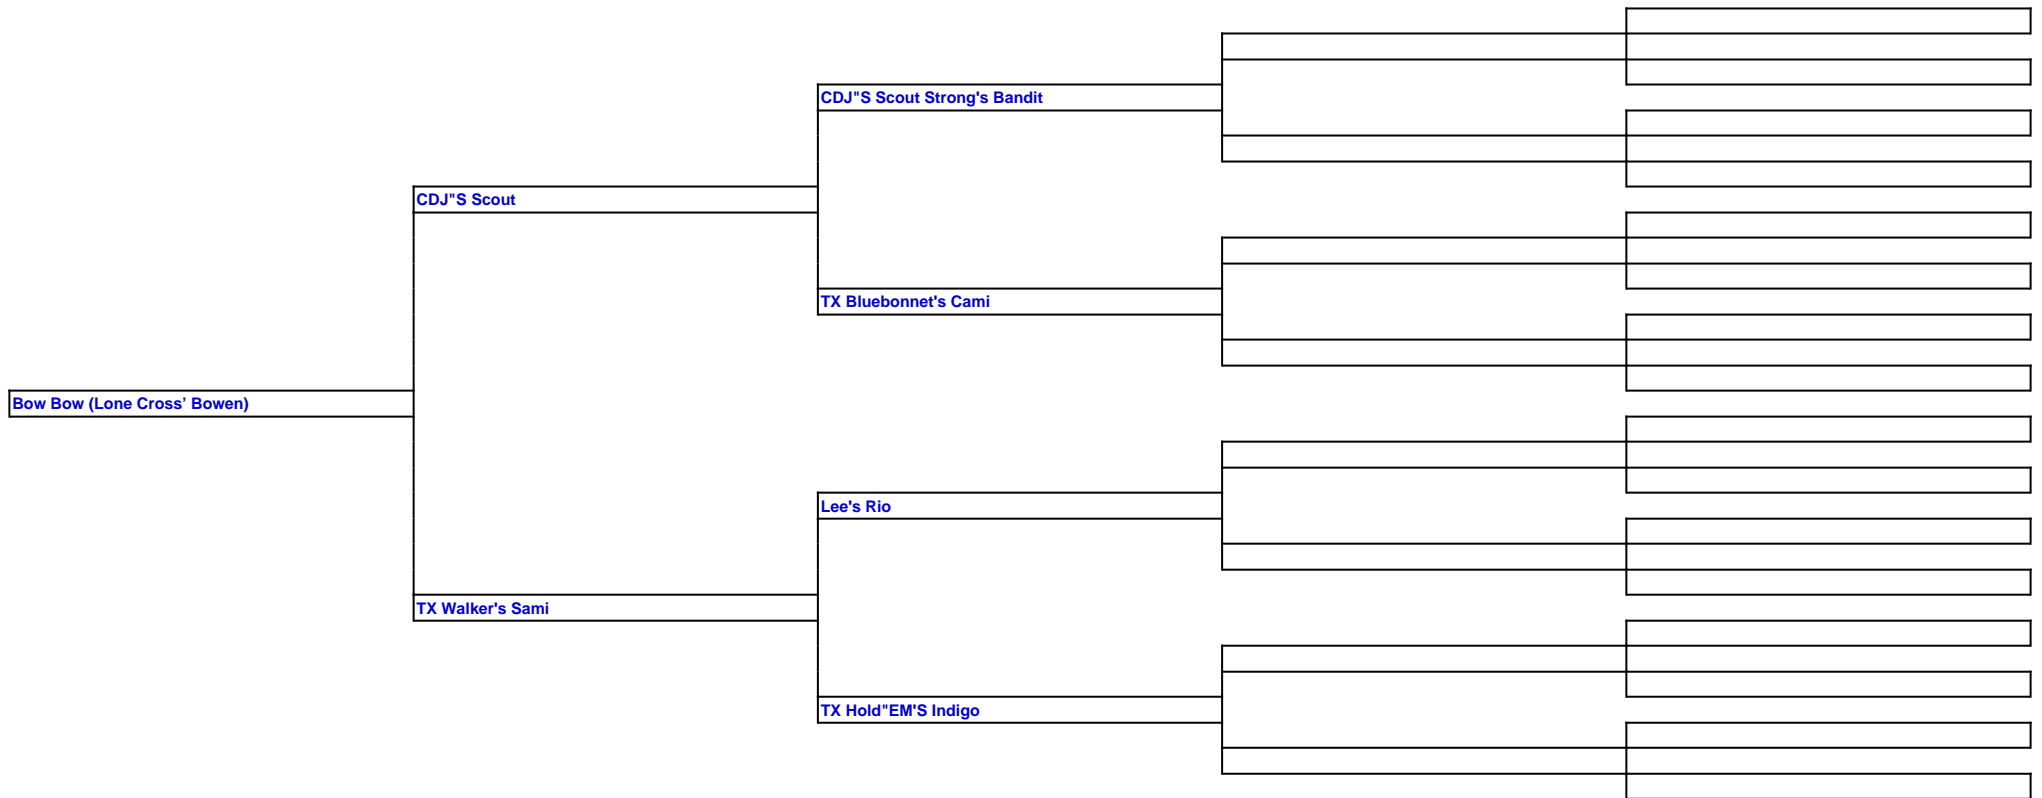 CDJ"S Scout Strong's Bandit
CDJ"S Scout
TX Bluebonnet's Cami
Bow Bow (Lone Cross’ Bowen)
Lee's Rio
TX Walker's Sami
TX Hold"EM'S Indigo